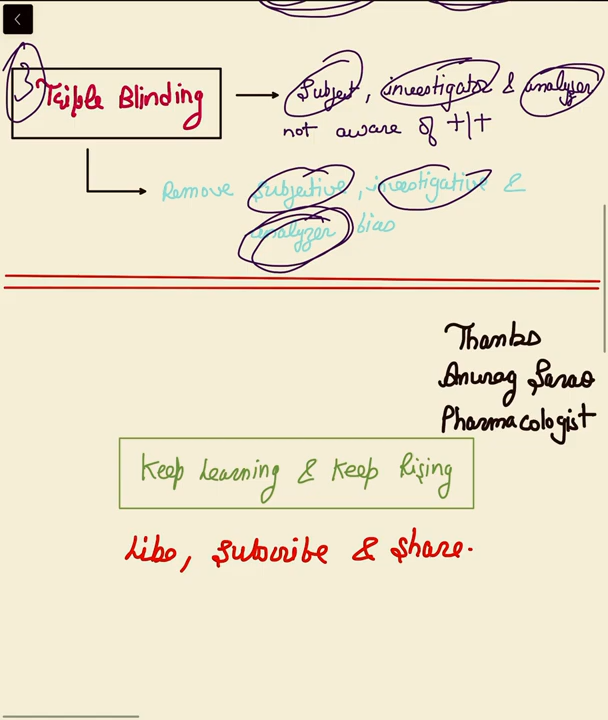 3 Triple Blinding → Subject, investigator & analyzer
not aware of t/t
Remove subjective, investigative &
analyzer bias
Thanks
Anurag Sarao
Pharmacologist
Keep Learning & Keep Rising
Like, Subscribe & Share.